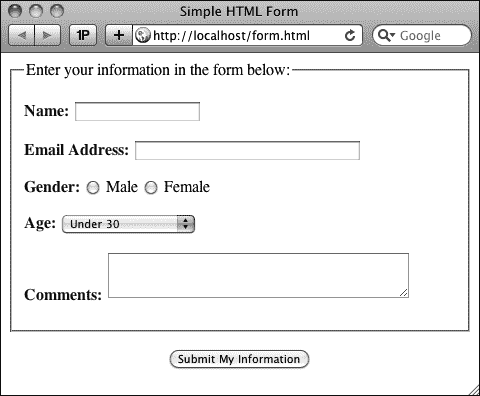 Simple HTML Form
1P
+
http://localhost/form.html
Google
Enter your information in the form below:
Name:
Email Address:
Gender: Male Female
Age: Under 30
Comments:
Submit My Information